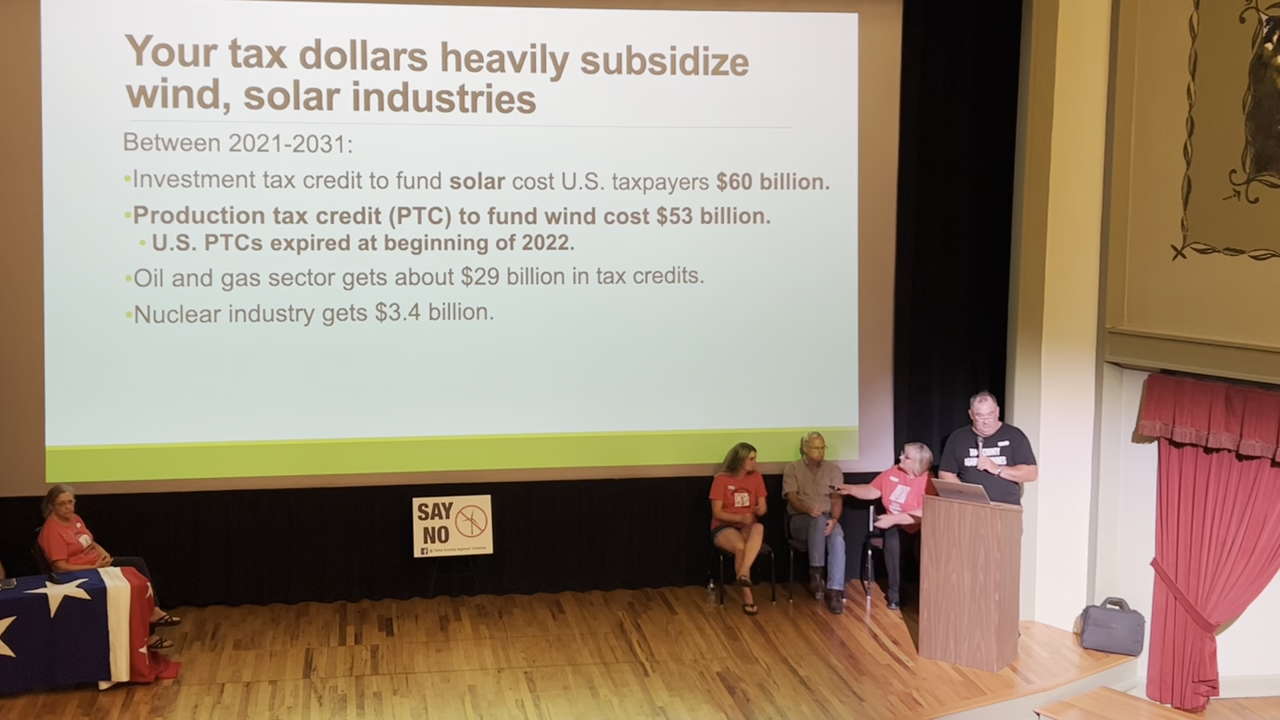 Your tax dollars heavily subsidize
wind, solar industries
Between 2021-2031:
•Investment tax credit to fund solar cost U.S. taxpayers $60 billion.
•Production tax credit (PTC) to fund wind cost $53 billion.
• U.S. PTCs expired at beginning of 2022.
•Oil and gas sector gets about $29 billion in tax credits.
•Nuclear industry gets $3.4 billion.
SAY
NO